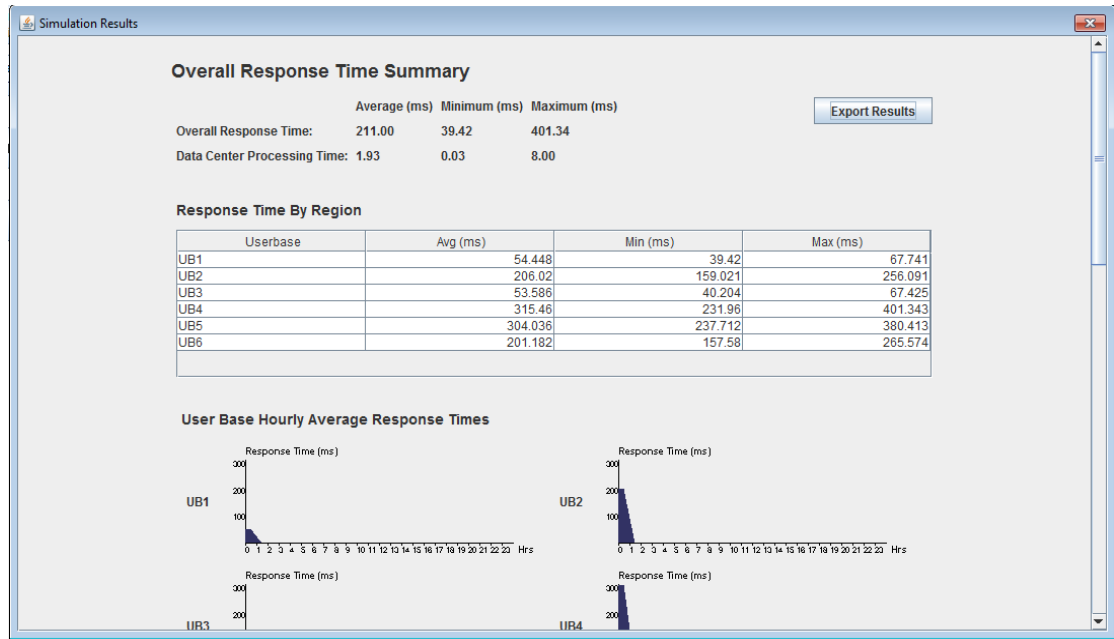 Simulation Results
Overall Response Time Summary
Average (ms) Minimum (ms) Maximum (ms)
Export Results
Overall Response Time: 211.00 39.42 401.34
Data Center Processing Time: 1.93 0.03 8.00
Response Time By Region
Userbase Avg (ms) Min (ms) Max (ms)
UB1 54.448 39.42 67.741
UB2 206.02 159.021 256.091
UB3 53.586 40.204 67.425
UB4 315.46 231.96 401.343
UB5 304.036 237.712 380.413
UB6 201.182 157.58 265.574
User Base Hourly Average Response Times
Response Time (ms)
300
200
UB1
100
0 1 2 3 4 5 6 7 8 9 10 11 12 13 14 15 16 17 18 19 20 21 22 23 Hrs
Response Time (ms)
300
200
UB2
100
0 1 2 3 4 5 6 7 8 9 10 11 12 13 14 15 16 17 18 19 20 21 22 23 Hrs
Response Time (ms)
300
200
UB3
Response Time (ms)
300
200
UB4